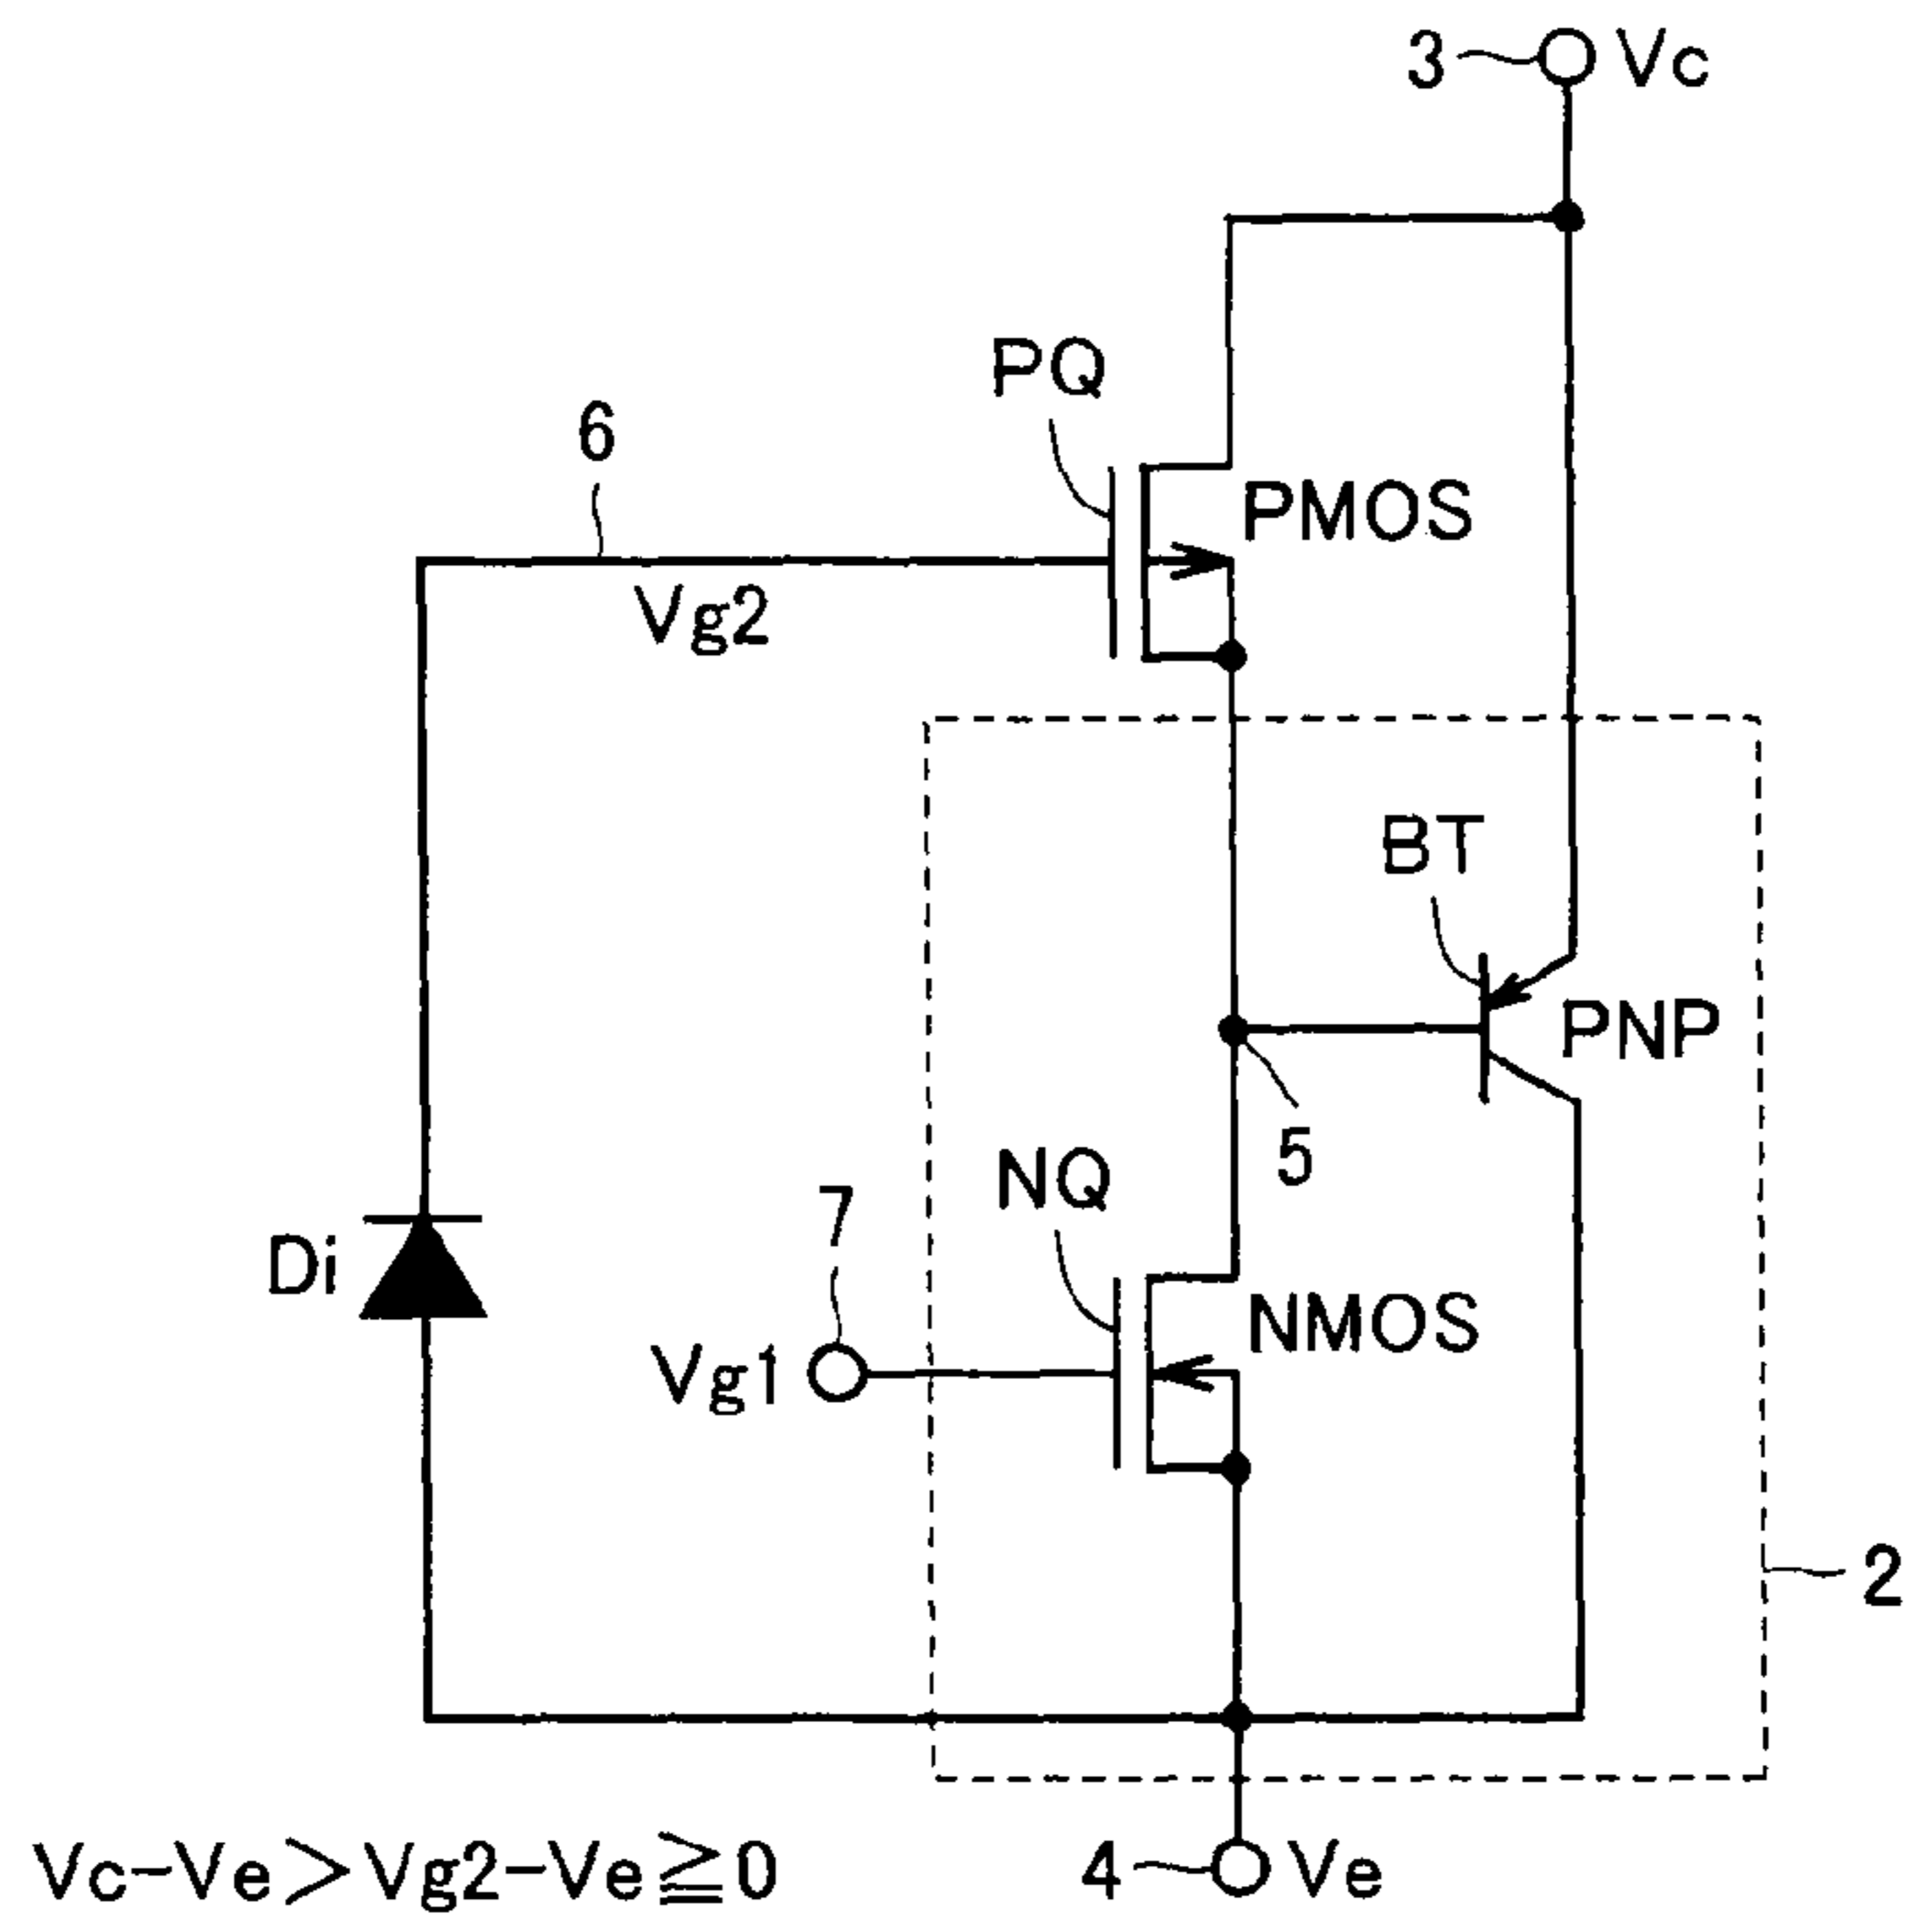 3 Vc
PQ
6
PMOS
Vg2
BT
PNP
5
NQ
7
Di
NMOS
Vg1
2
Vc-Ve>Vg2-Ve≧0
4 Ve